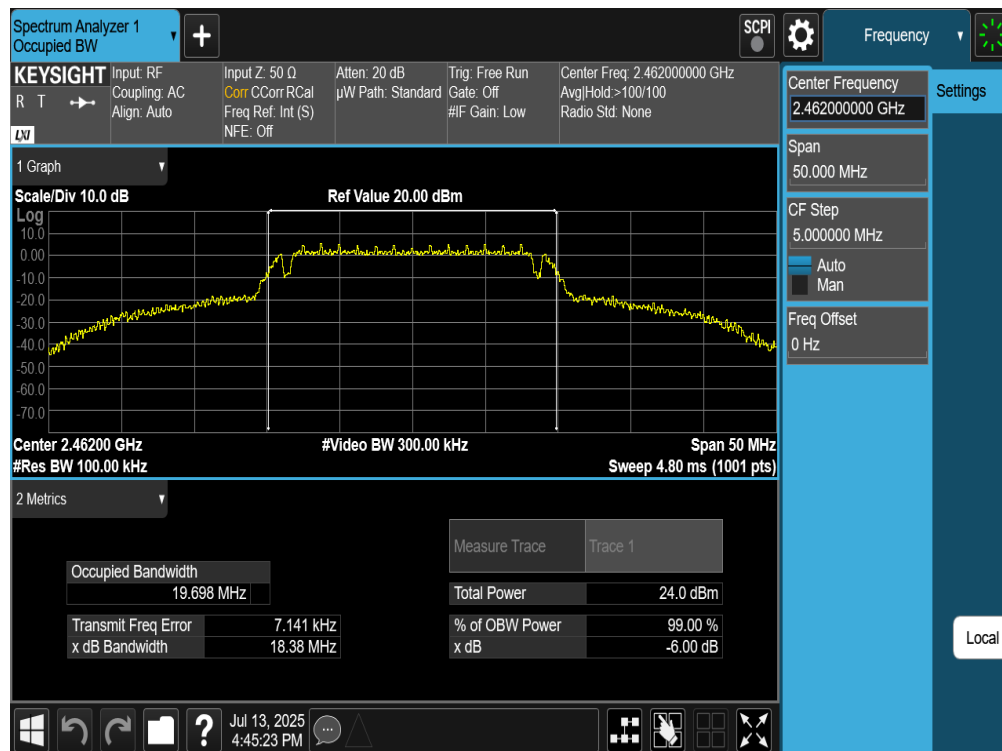 Spectrum Analyzer 1
Occupied BW
+
SCPI
Frequency
KEYSIGHT
R T
LXI
Input: RF
Coupling: AC
Align: Auto
Input Z: 50 Ω
Corr CCorr RCal
Freq Ref: Int (S)
NFE: Off
Atten: 20 dB
µW Path: Standard
Trig: Free Run
Gate: Off
#IF Gain: Low
Center Freq: 2.462000000 GHz
Avg|Hold:>100/100
Radio Std: None
Center Frequency
2.462000000 GHz
Settings
Span
50.000 MHz
CF Step
5.000000 MHz
Auto
Man
Freq Offset
0 Hz
1 Graph
Scale/Div 10.0 dB
Ref Value 20.00 dBm
Log
10.0
0.00
-10.0
-20.0
-30.0
-40.0
-50.0
-60.0
-70.0
Center 2.46200 GHz
#Video BW 300.00 kHz
Span 50 MHz
#Res BW 100.00 kHz
Sweep 4.80 ms (1001 pts)
2 Metrics
Measure Trace
Trace 1
Occupied Bandwidth
19.698 MHz
Total Power
24.0 dBm
Transmit Freq Error
7.141 kHz
% of OBW Power
99.00 %
x dB Bandwidth
18.38 MHz
x dB
-6.00 dB
Local
?
Jul 13, 2025
4:45:23 PM